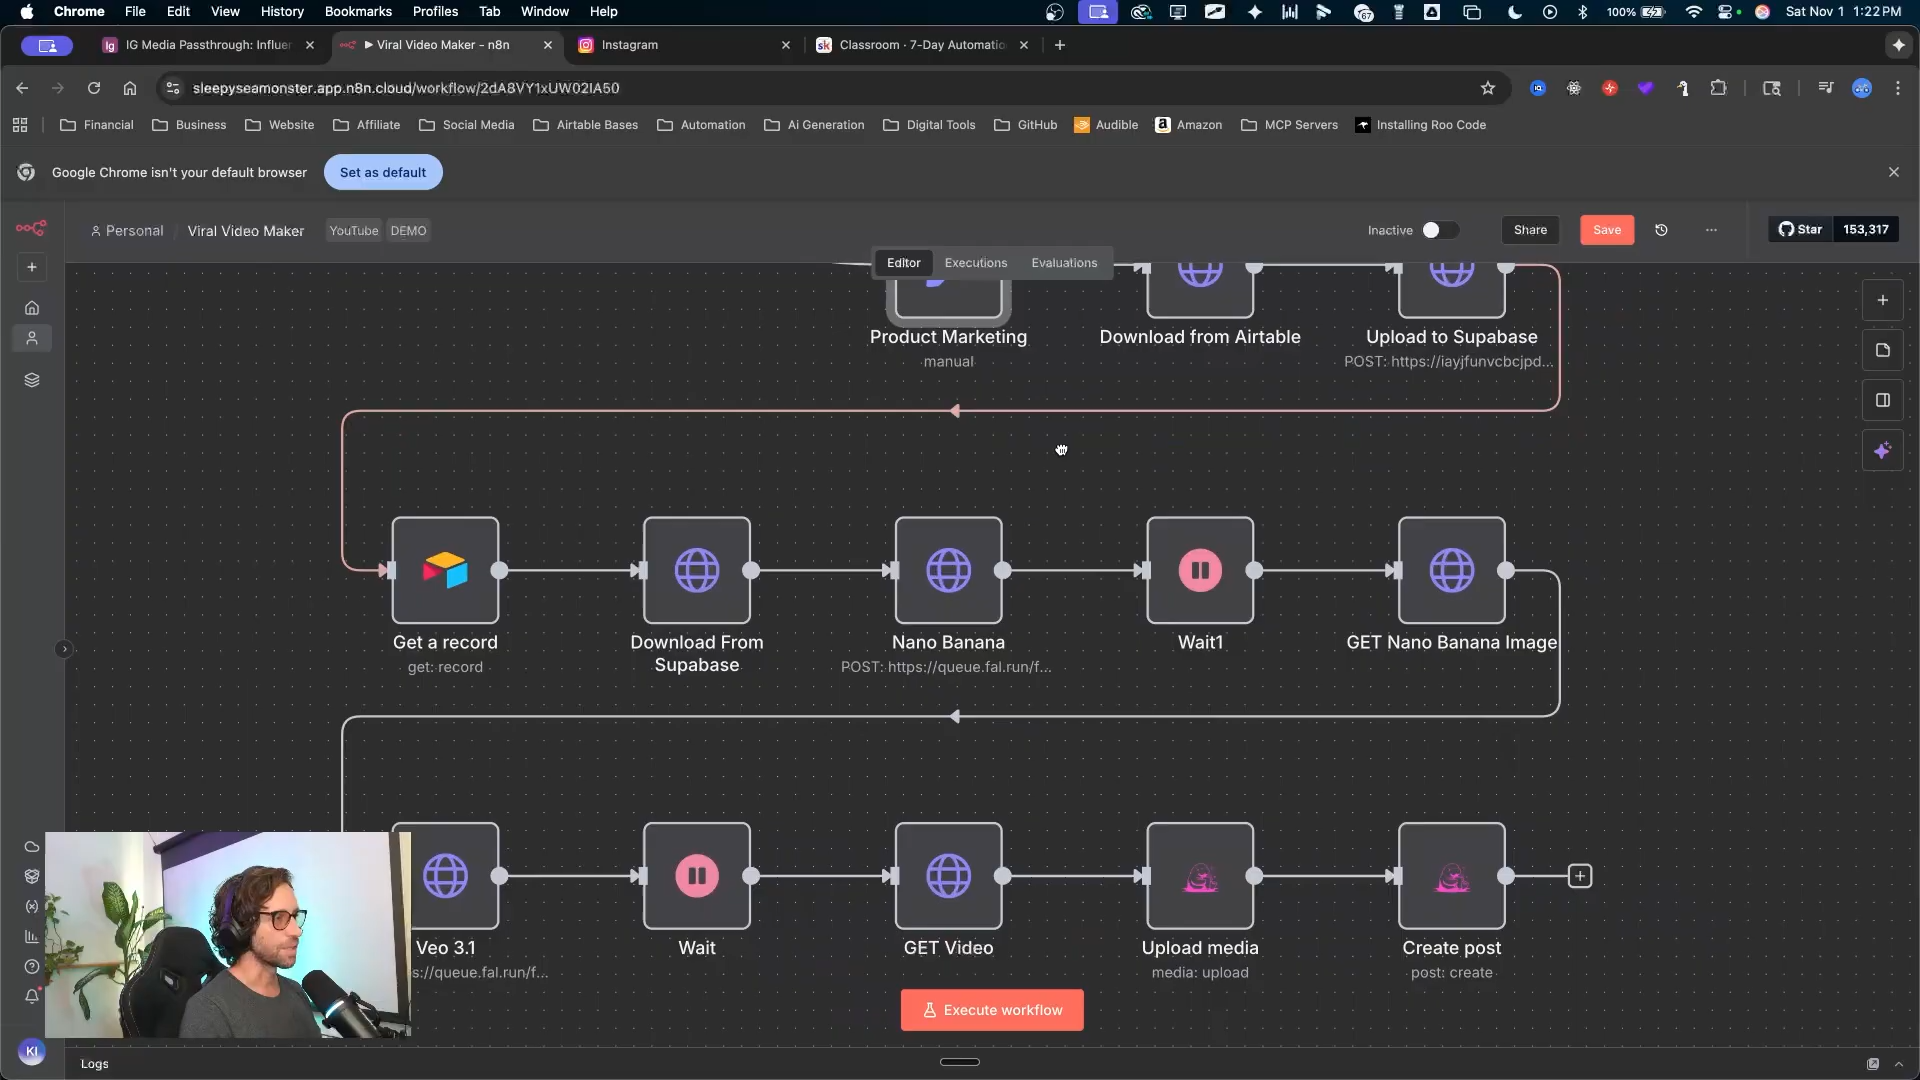 Chrome File Edit View History Bookmarks Profiles Tab Window Help
67
100%
Sat Nov 1 1:22 PM
IG Media Passthrough: Influer
Viral Video Maker - n8n
Instagram
sk
Classroom · 7-Day Automatio
sleepyseamonster.app.n8n.cloud/workflow/2dA8VY1xUW02IA50
Financial Business Website Affiliate Social Media Airtable Bases Automation Ai Generation Digital Tools GitHub Audible Amazon MCP Servers Installing Roo Code
Google Chrome isn't your default browser
Set as default
Personal
Viral Video Maker
YouTube
DEMO
Inactive
Share
Save
Star
153,317
Editor
Executions
Evaluations
Product Marketing
manual
Download from Airtable
Upload to Supabase
POST: https://iayjfunvcbcjpd...
Get a record
get: record
Download From
Supabase
Nano Banana
POST: https://queue.fal.run/f...
Wait1
GET Nano Banana Image
Veo 3.1
s://queue.fal.run/f...
Wait
GET Video
Upload media
media: upload
Create post
post: create
Execute workflow
KI
Logs